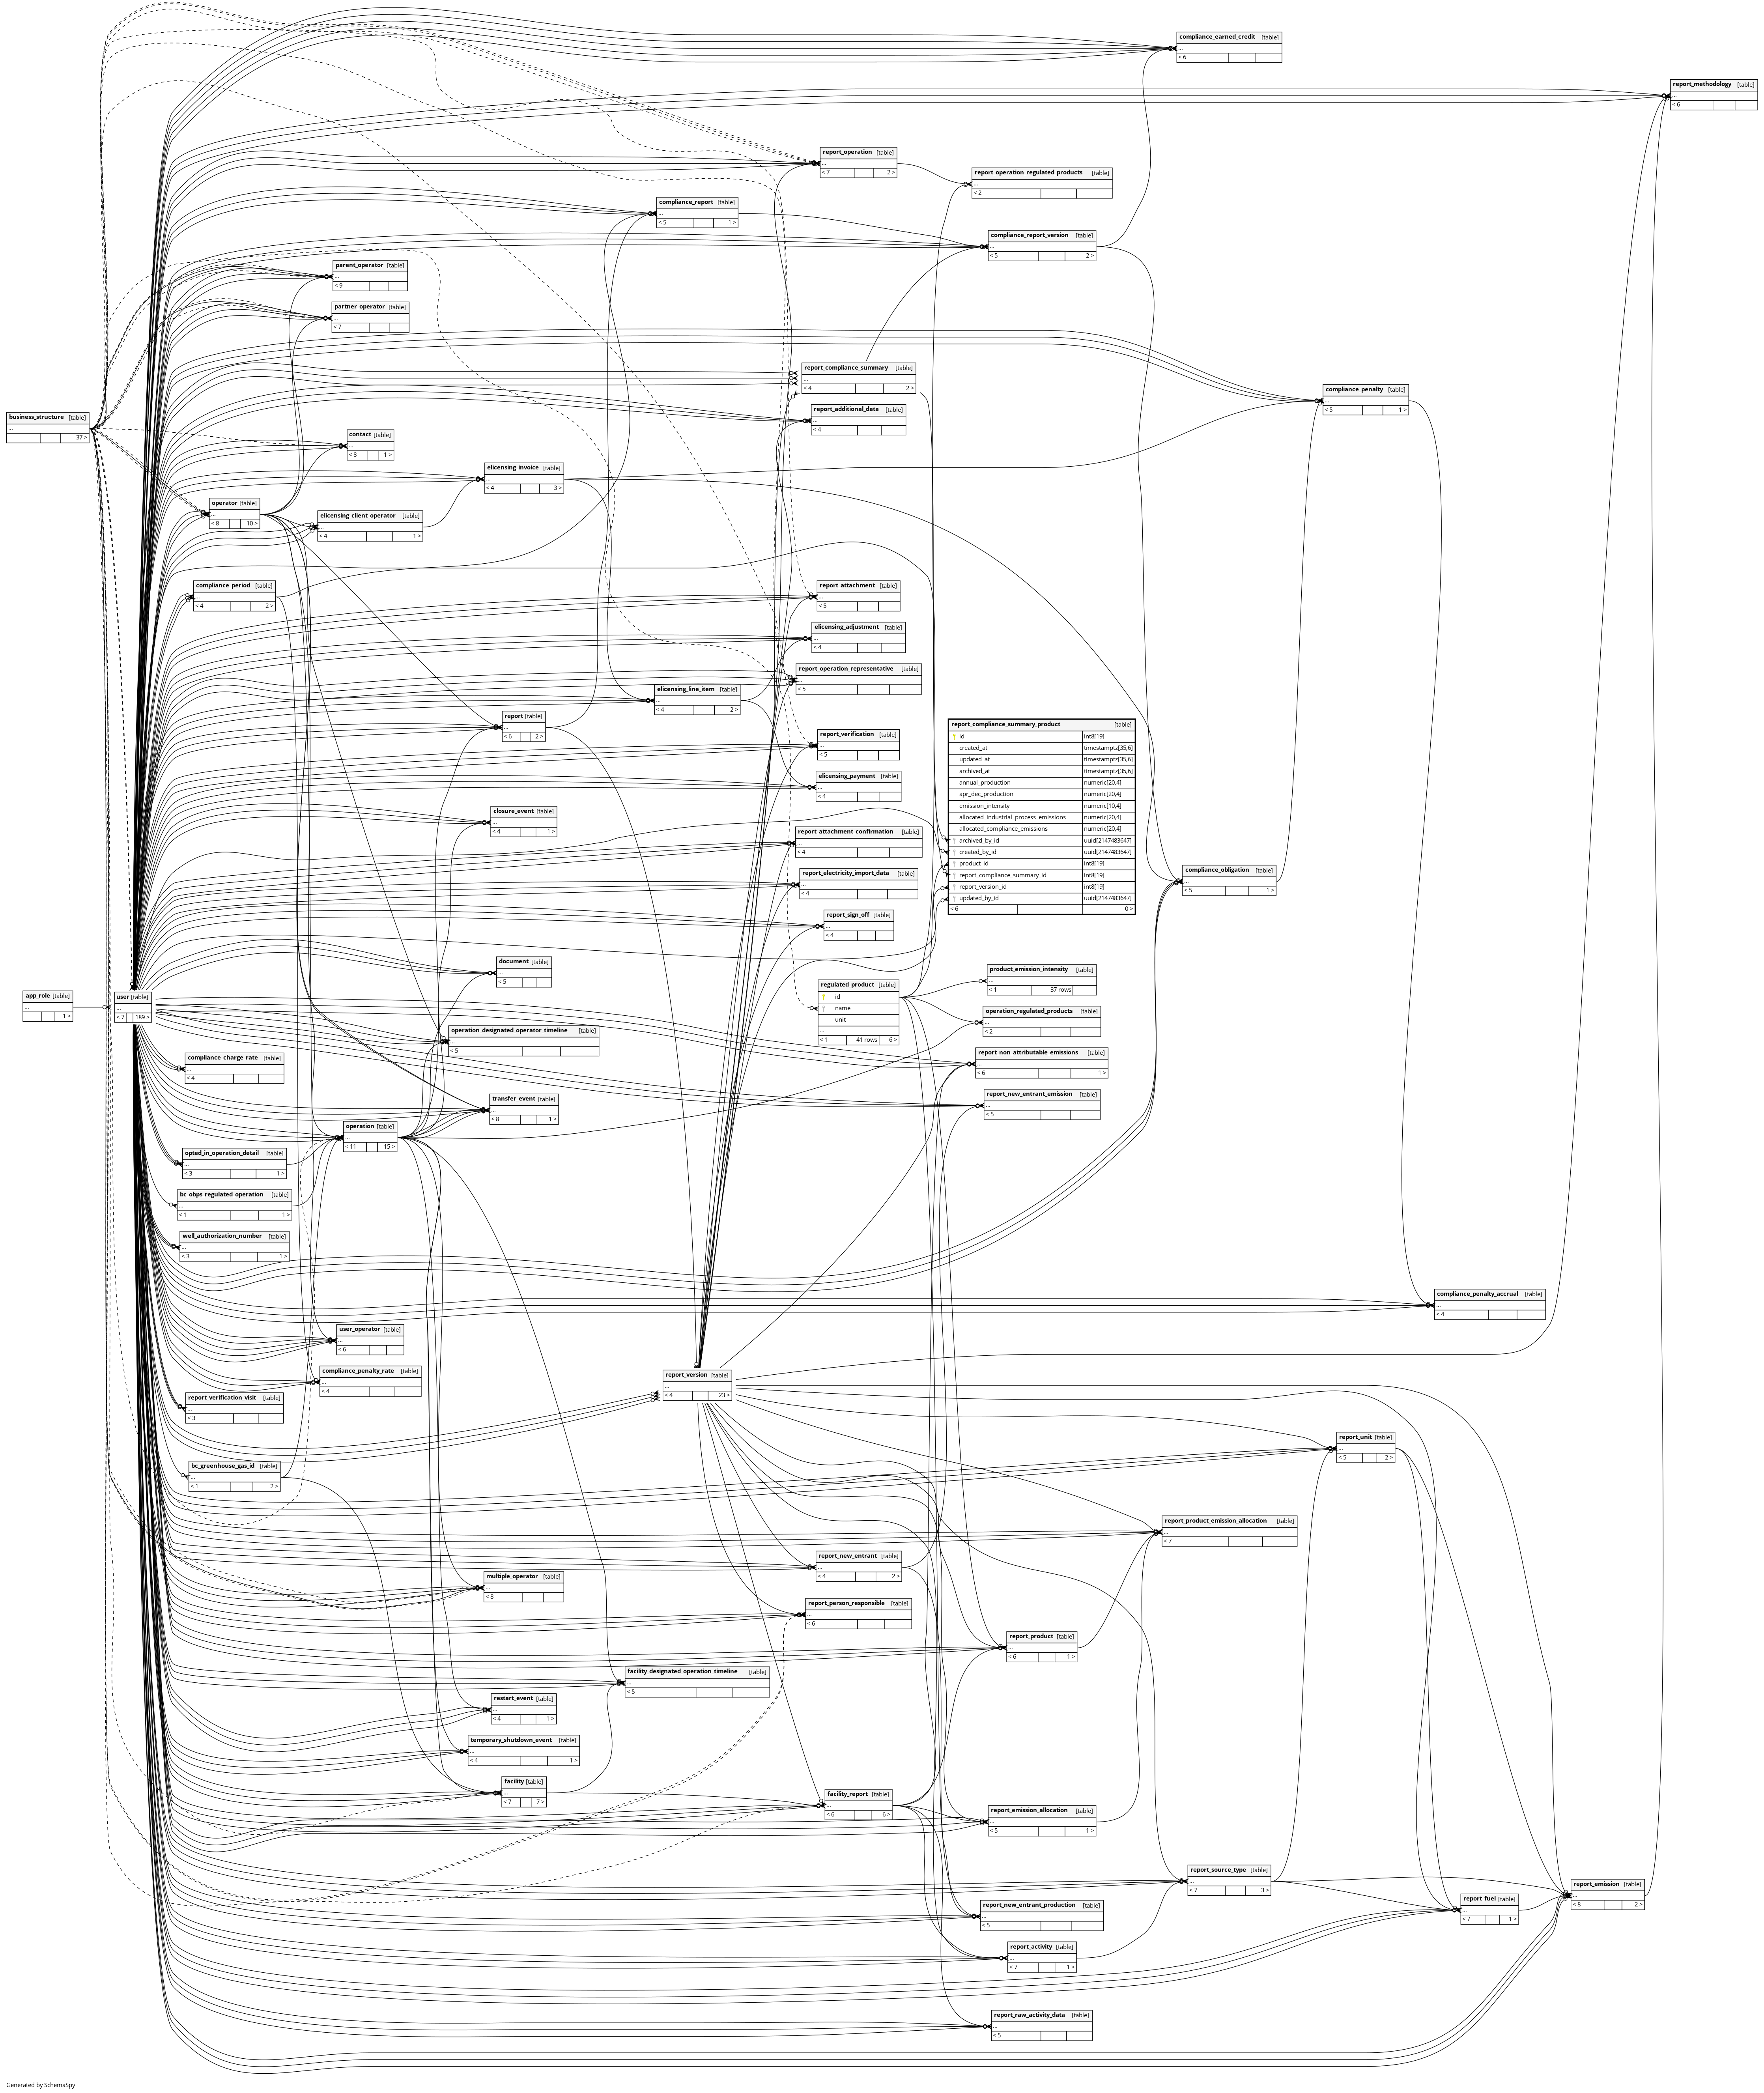 compliance_earned_credit [table]
...
< 6
report_methodology [table]
...
< 6
report_operation [table]
...
< 7 2 >
report_operation_regulated_products [table]
...
< 2
compliance_report [table]
...
< 5 1 >
compliance_report_version [table]
...
< 5 2 >
parent_operator [table]
...
< 9
partner_operator [table]
...
< 7
report_compliance_summary [table]
...
< 4 2 >
compliance_penalty [table]
...
< 5 1 >
report_additional_data [table]
...
< 4
business_structure [table]
...
37 >
contact [table]
...
< 8 1 >
elicensing_invoice [table]
...
< 4 3 >
operator [table]
...
< 8 10 >
elicensing_client_operator [table]
...
< 4 1 >
compliance_period [table]
...
< 4 2 >
report_attachment [table]
...
< 5
elicensing_adjustment [table]
...
< 4
report_operation_representative [table]
...
< 5
elicensing_line_item [table]
...
< 4 2 >
report [table]
...
< 6 2 >
report_verification [table]
...
< 5
elicensing_payment [table]
...
< 4
report_compliance_summary_product [table]
id int8[19]
created_at timestamptz[35,6]
updated_at timestamptz[35,6]
archived_at timestamptz[35,6]
annual_production numeric[20,4]
apr_dec_production numeric[20,4]
emission_intensity numeric[10,4]
allocated_industrial_process_emissions numeric[20,4]
allocated_compliance_emissions numeric[20,4]
archived_by_id uuid[2147483647]
created_by_id uuid[2147483647]
product_id int8[19]
report_compliance_summary_id int8[19]
report_version_id int8[19]
updated_by_id uuid[2147483647]
< 6 0 >
closure_event [table]
...
< 4 1 >
report_attachment_confirmation [table]
...
< 4
report_electricity_import_data [table]
...
< 4
compliance_obligation [table]
...
< 5 1 >
report_sign_off [table]
...
< 4
document [table]
...
< 5
product_emission_intensity [table]
...
< 1 37 rows
regulated_product [table]
id
name
unit
...
< 1 41 rows 6 >
app_role [table]
...
1 >
user [table]
...
< 7 189 >
operation_regulated_products [table]
...
< 2
operation_designated_operator_timeline [table]
...
< 5
report_non_attributable_emissions [table]
...
< 6 1 >
compliance_charge_rate [table]
...
< 4
report_new_entrant_emission [table]
...
< 5
transfer_event [table]
...
< 8 1 >
operation [table]
...
< 11 15 >
opted_in_operation_detail [table]
...
< 3 1 >
bc_obps_regulated_operation [table]
...
< 1 1 >
well_authorization_number [table]
...
< 3 1 >
compliance_penalty_accrual [table]
...
< 4
user_operator [table]
...
< 6
compliance_penalty_rate [table]
...
< 4
report_version [table]
...
< 4 23 >
report_verification_visit [table]
...
< 3
report_unit [table]
...
< 5 2 >
bc_greenhouse_gas_id [table]
...
< 1 2 >
report_product_emission_allocation [table]
...
< 7
report_new_entrant [table]
...
< 4 2 >
multiple_operator [table]
...
< 8
report_person_responsible [table]
...
< 6
report_product [table]
...
< 6 1 >
facility_designated_operation_timeline [table]
...
< 5
restart_event [table]
...
< 4 1 >
temporary_shutdown_event [table]
...
< 4 1 >
facility [table]
...
< 7 7 >
facility_report [table]
...
< 6 6 >
report_emission_allocation [table]
...
< 5 1 >
report_source_type [table]
...
< 7 3 >
report_emission [table]
...
< 8 2 >
report_fuel [table]
...
< 7 1 >
report_new_entrant_production [table]
...
< 5
report_activity [table]
...
< 7 1 >
report_raw_activity_data [table]
...
< 5
Generated by SchemaSpy